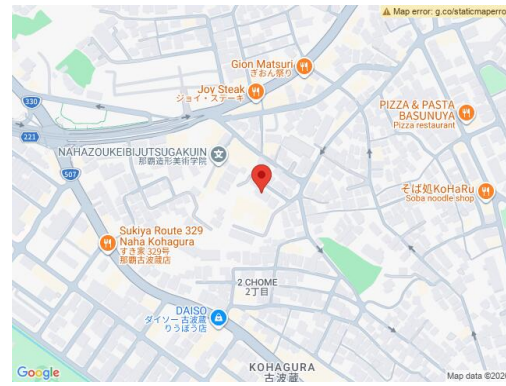 Map error: g.co/staticmaperro
Gion Matsuri
ぎおん祭り
Joy Steak
ジョイ・ステーキ
330
221
PIZZA & PASTA
BASUNUYA
Pizza restaurant
NAHAZOUKEIBIJUTSUGAKUIN
那覇造形美術学院
507
そば処KoHaRu
Soba noodle shop
Sukiya Route 329
Naha Kohagura
すき家 329号
那覇古波蔵店
2 CHOME
2丁目
DAISO
ダイソー 古波蔵
りうぼう店
KOHAGURA
古波蔵
Google
Map data ©2026